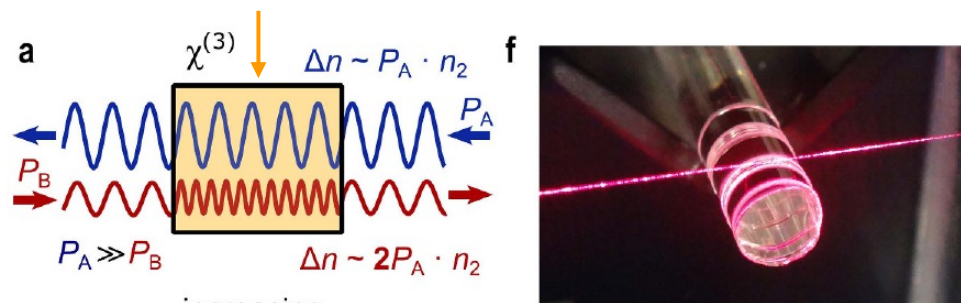 a
χ(3)
Δn ~ PA · n2
PA
PB
PA ≫ PB
Δn ~ 2PA · n2
f